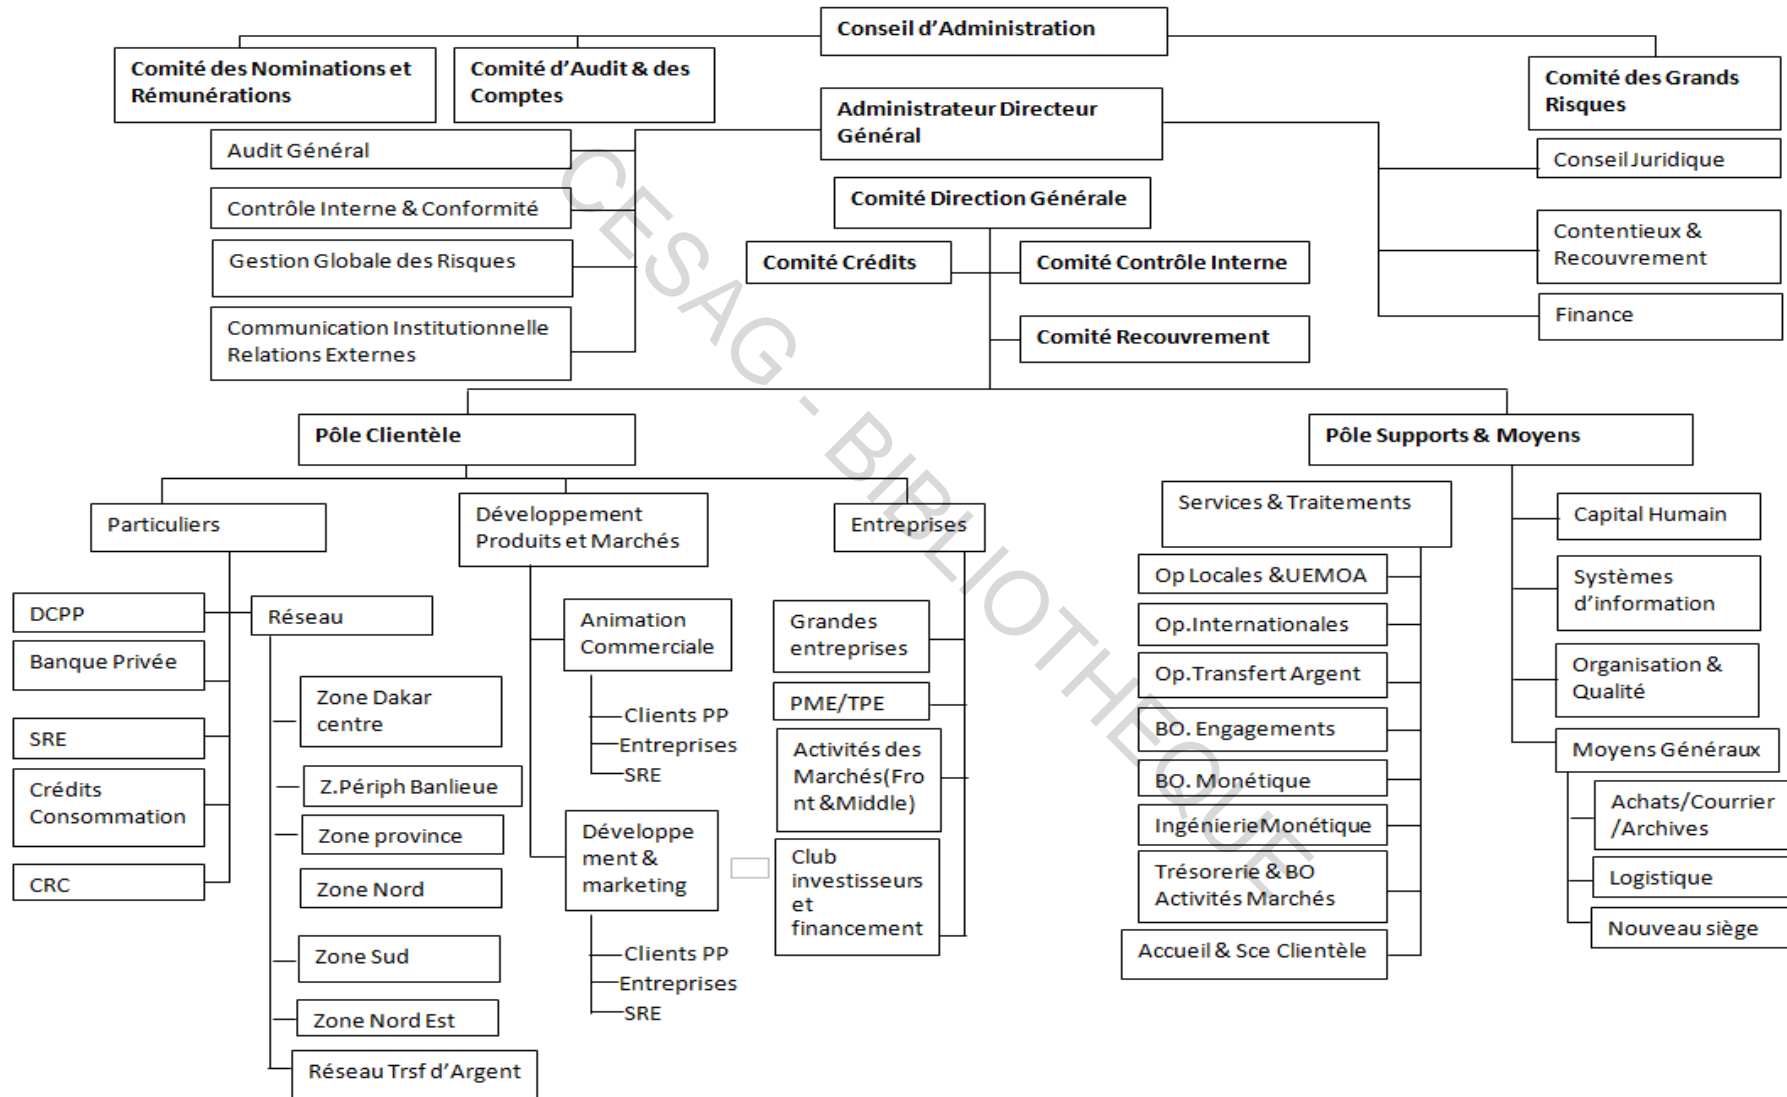 Conseil d’Administration
Comité des Nominations et
Rémunérations
Comité d’Audit & des
Comptes
Comité des Grands
Risques
Administrateur Directeur
Général
Audit Général
Contrôle Interne & Conformité
Gestion Globale des Risques
Communication Institutionnelle
Relations Externes
Conseil Juridique
Contentieux &
Recouvrement
Finance
Comité Direction Générale
Comité Crédits
Comité Contrôle Interne
Comité Recouvrement
Pôle Clientèle
Pôle Supports & Moyens
Particuliers
DCPP
Banque Privée
SRE
Crédits
Consommation
CRC
Réseau
Zone Dakar
centre
Z.Périph Banlieue
Zone province
Zone Nord
Zone Sud
Zone Nord Est
Réseau Trsf d’Argent
Développement
Produits et Marchés
Animation
Commerciale
Clients PP
Entreprises
SRE
Développe
ment &
marketing
Clients PP
Entreprises
SRE
Entreprises
Grandes
entreprises
PME/TPE
Activités des
Marchés(Fro
nt &Middle)
Club
investisseurs
et
financement
Services & Traitements
Op Locales &UEMOA
Op.Internationales
Op.Transfert Argent
BO. Engagements
BO. Monétique
IngénierieMonétique
Trésorerie & BO
Activités Marchés
Accueil & Sce Clientèle
Capital Humain
Systèmes
d’information
Organisation &
Qualité
Moyens Généraux
Achats/Courrier
/Archives
Logistique
Nouveau siège
CESAG - BIBLIOTHEQUE